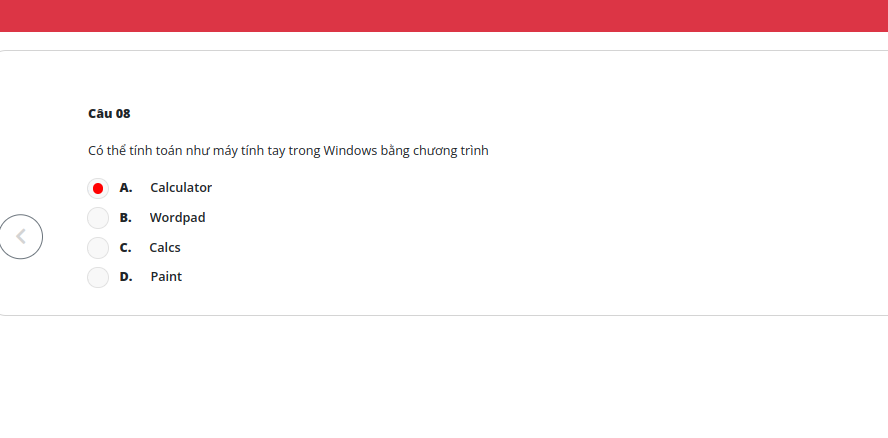 Câu 08
Có thể tính toán như máy tính tay trong Windows bằng chương trình
A. Calculator
B. Wordpad
C. Calcs
D. Paint